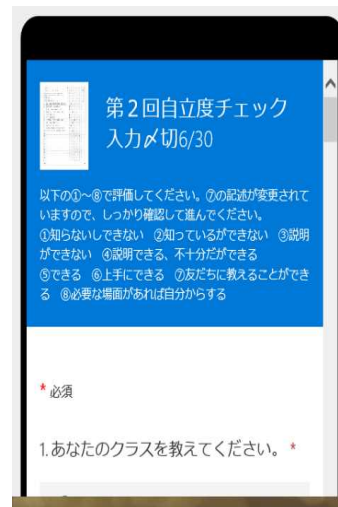 第2回自立度チェック
入力〆切6/30
以下の①~⑧で評価してください。⑦の記述が変更されて
いますので、しっかり確認して進んでください。
①知らないしできない ②知っているができない ③説明
ができない ④説明できる、不十分だができる
⑤できる ⑥上手にできる ⑦友だちに教えることができ
る ⑧必要な場面があれば自分からする
* 必須
1.あなたのクラスを教えてください。 *